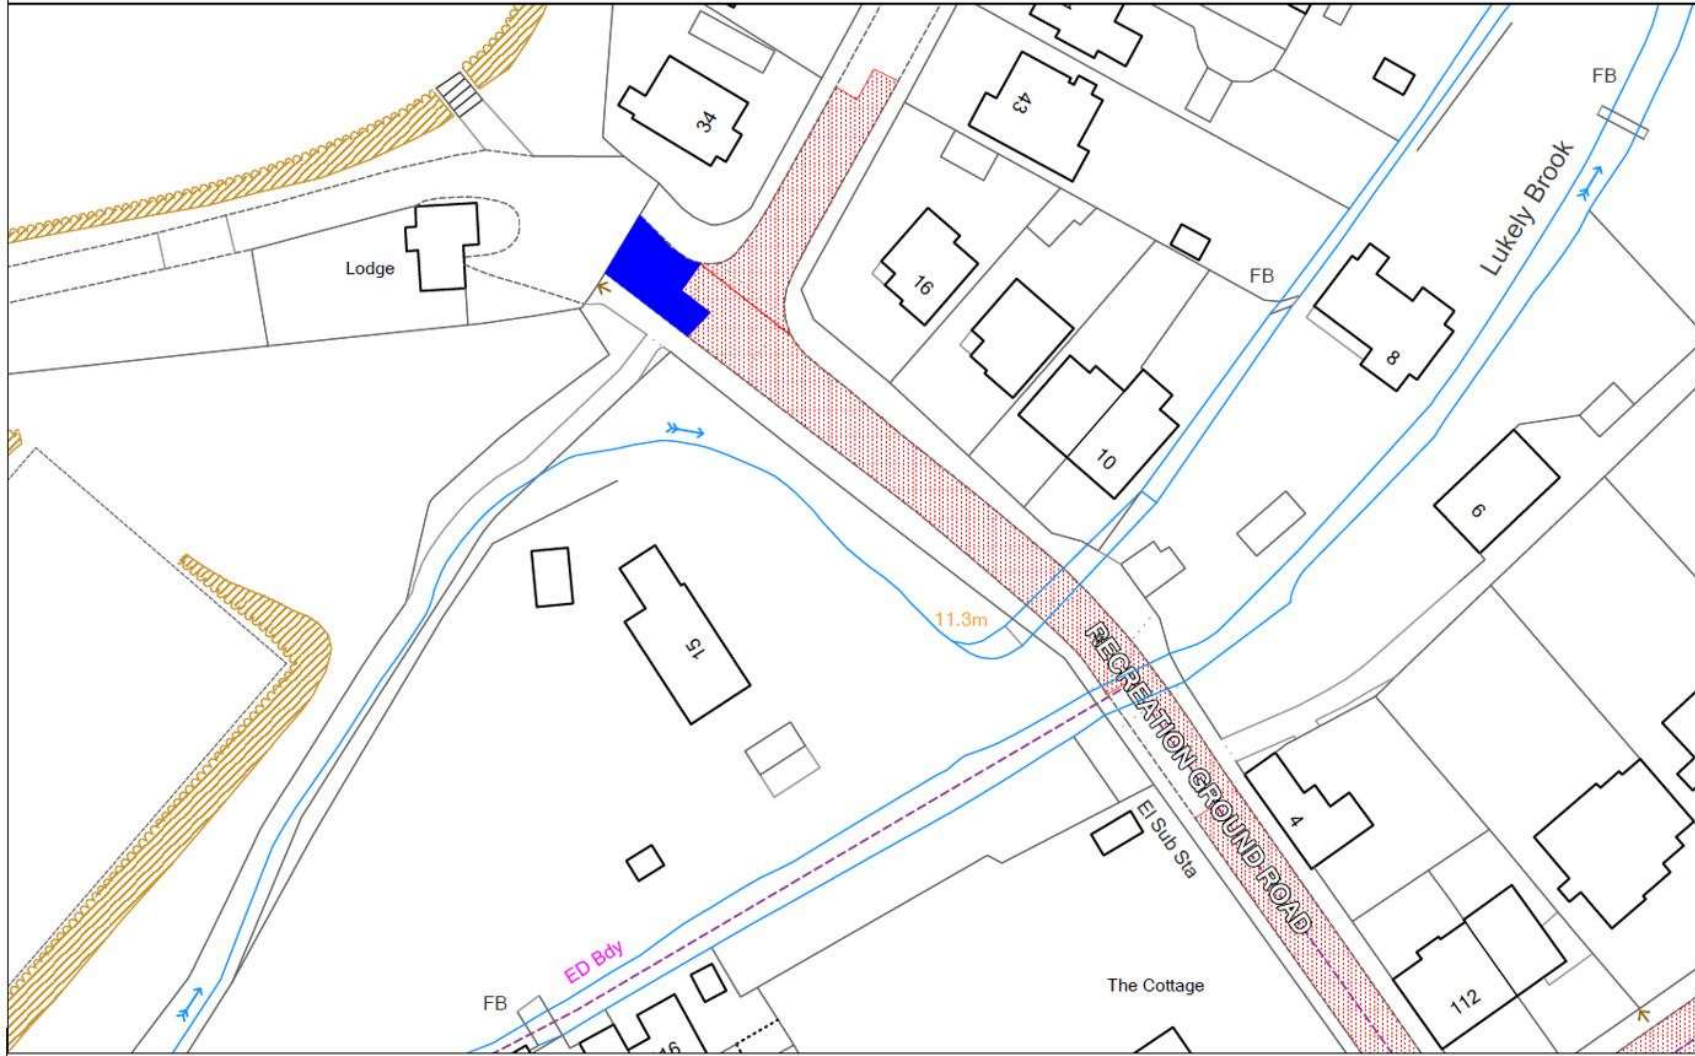 FB
34
43
Lukely Brook
Lodge
16
FB
8
10
6
11.3m
15
RECREATION GROUND ROAD
4
El Sub Sta
ED Bdy
FB
The Cottage
112
16